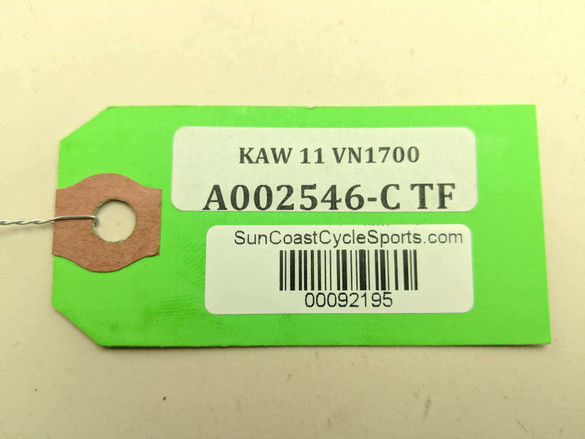 KAW 11 VN1700
A002546-C TF
SunCoastCycleSports.com
00092195